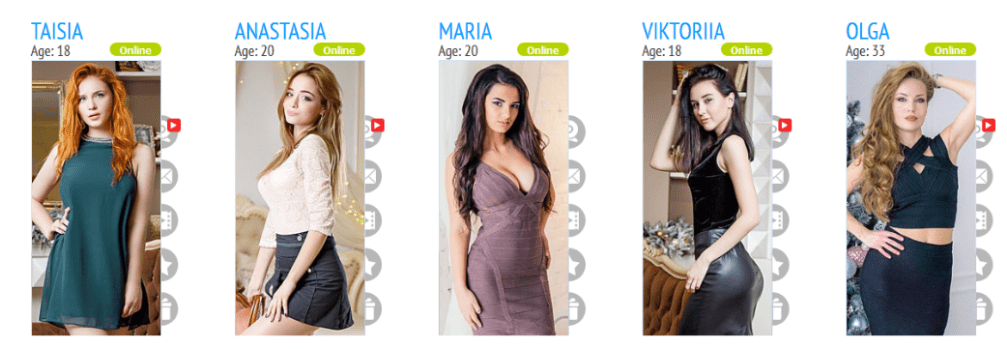 TAISIA
Age: 18 Online
ANASTASIA
Age: 20 Online
MARIA
Age: 20 Online
VIKTORIIA
Age: 18 Online
OLGA
Age: 33 Online